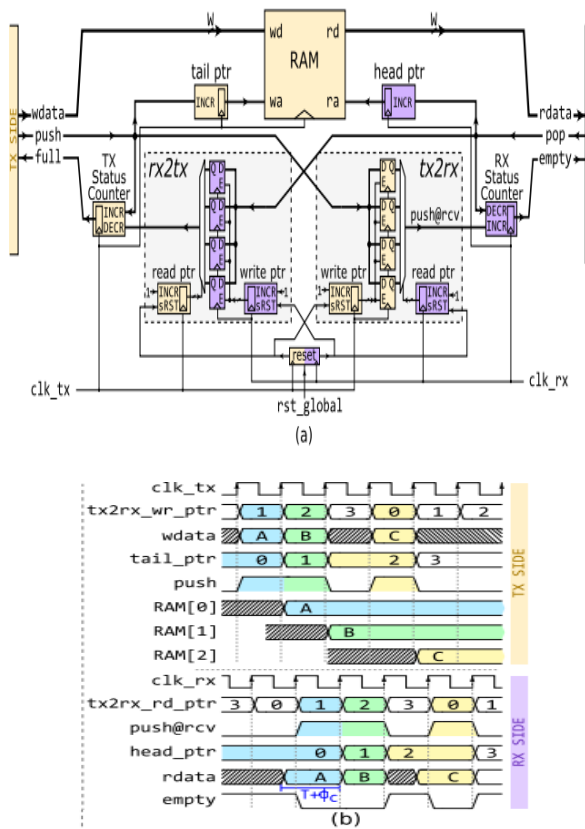 W
W
wd
rd
RAM
tail ptr
head ptr
INCR
wa
ra
INCR
TX SIDE
wdata
push
full
rdata
pop
empty
TX
Status
Counter
rx2tx
tx2rx
RX
Status
Counter
Q D
E
D Q
E
Q D
E
D Q
E
push@rcv
INCR
DECR
DECR
INCR
Q D
E
D Q
E
read ptr
Q D
E
write ptr
write ptr
D Q
E
read ptr
1
INCR
sRST
INCR
sRST
1
1
INCR
sRST
INCR
sRST
1
reset
clk_tx
clk_rx
rst_global
(a)
clk_tx
tx2rx_wr_ptr 1 2 3 0 1 2
wdata A B C
tail_ptr 0 1 2 3
push
RAM[0] A
RAM[1] B
RAM[2] C
TX SIDE
clk_rx
tx2rx_rd_ptr 3 0 1 2 3 0 1
push@rcv
head_ptr 0 1 2 3
rdata A B C
T+ϕc
empty
RX SIDE
(b)